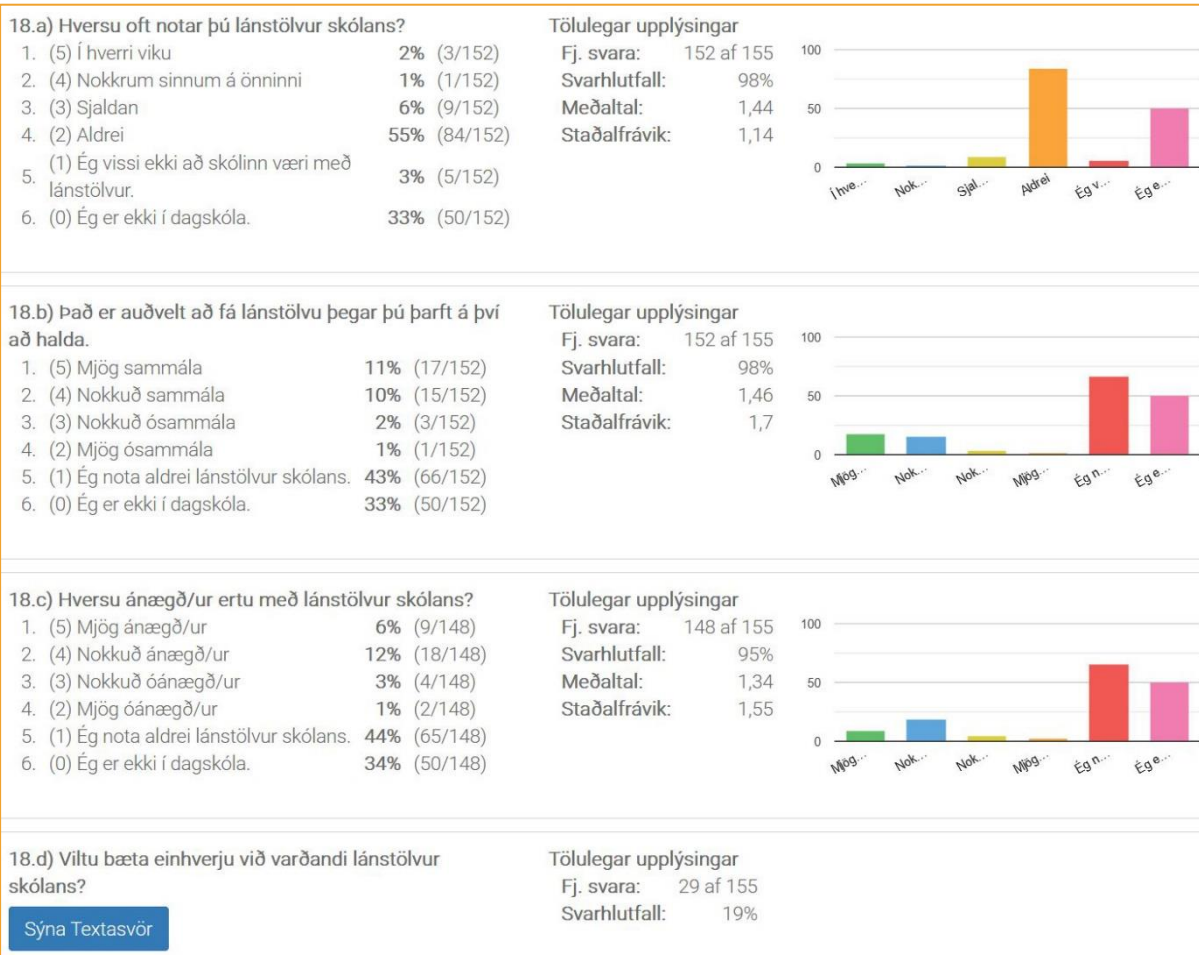 18.a) Hversu oft notar þú lánstölvur skólans?
1. (5) Í hverri viku 2% (3/152)
2. (4) Nokkrum sinnum á önninni 1% (1/152)
3. (3) Sjaldan 6% (9/152)
4. (2) Aldrei 55% (84/152)
5. (1) Ég vissi ekki að skólinn væri með
lánstölvur. 3% (5/152)
6. (0) Ég er ekki í dagskóla. 33% (50/152)
Tölulegar upplýsingar
Fj. svara: 152 af 155
Svarhlutfall: 98%
Meðaltal: 1,44
Staðalfrávik: 1,14
100
50
0
Í hve... Nok... Sjal... Aldrei Ég v... Ég e...
18.b) Það er auðvelt að fá lánstölvu þegar þú þarft á því
að halda.
1. (5) Mjög sammála 11% (17/152)
2. (4) Nokkuð sammála 10% (15/152)
3. (3) Nokkuð ósammála 2% (3/152)
4. (2) Mjög ósammála 1% (1/152)
5. (1) Ég nota aldrei lánstölvur skólans. 43% (66/152)
6. (0) Ég er ekki í dagskóla. 33% (50/152)
Tölulegar upplýsingar
Fj. svara: 152 af 155
Svarhlutfall: 98%
Meðaltal: 1,46
Staðalfrávik: 1,7
100
50
0
Mjög... Nok... Nok... Mjög... Ég n... Ég e...
18.c) Hversu ánægð/ur ertu með lánstölvur skólans?
1. (5) Mjög ánægð/ur 6% (9/148)
2. (4) Nokkuð ánægð/ur 12% (18/148)
3. (3) Nokkuð óánægð/ur 3% (4/148)
4. (2) Mjög óánægð/ur 1% (2/148)
5. (1) Ég nota aldrei lánstölvur skólans. 44% (65/148)
6. (0) Ég er ekki í dagskóla. 34% (50/148)
Tölulegar upplýsingar
Fj. svara: 148 af 155
Svarhlutfall: 95%
Meðaltal: 1,34
Staðalfrávik: 1,55
100
50
0
Mjög... Nok... Nok... Mjög... Ég n... Ég e...
18.d) Viltu bæta einhverju við varðandi lánstölvur
skólans?
Sýna Textasvör
Tölulegar upplýsingar
Fj. svara: 29 af 155
Svarhlutfall: 19%